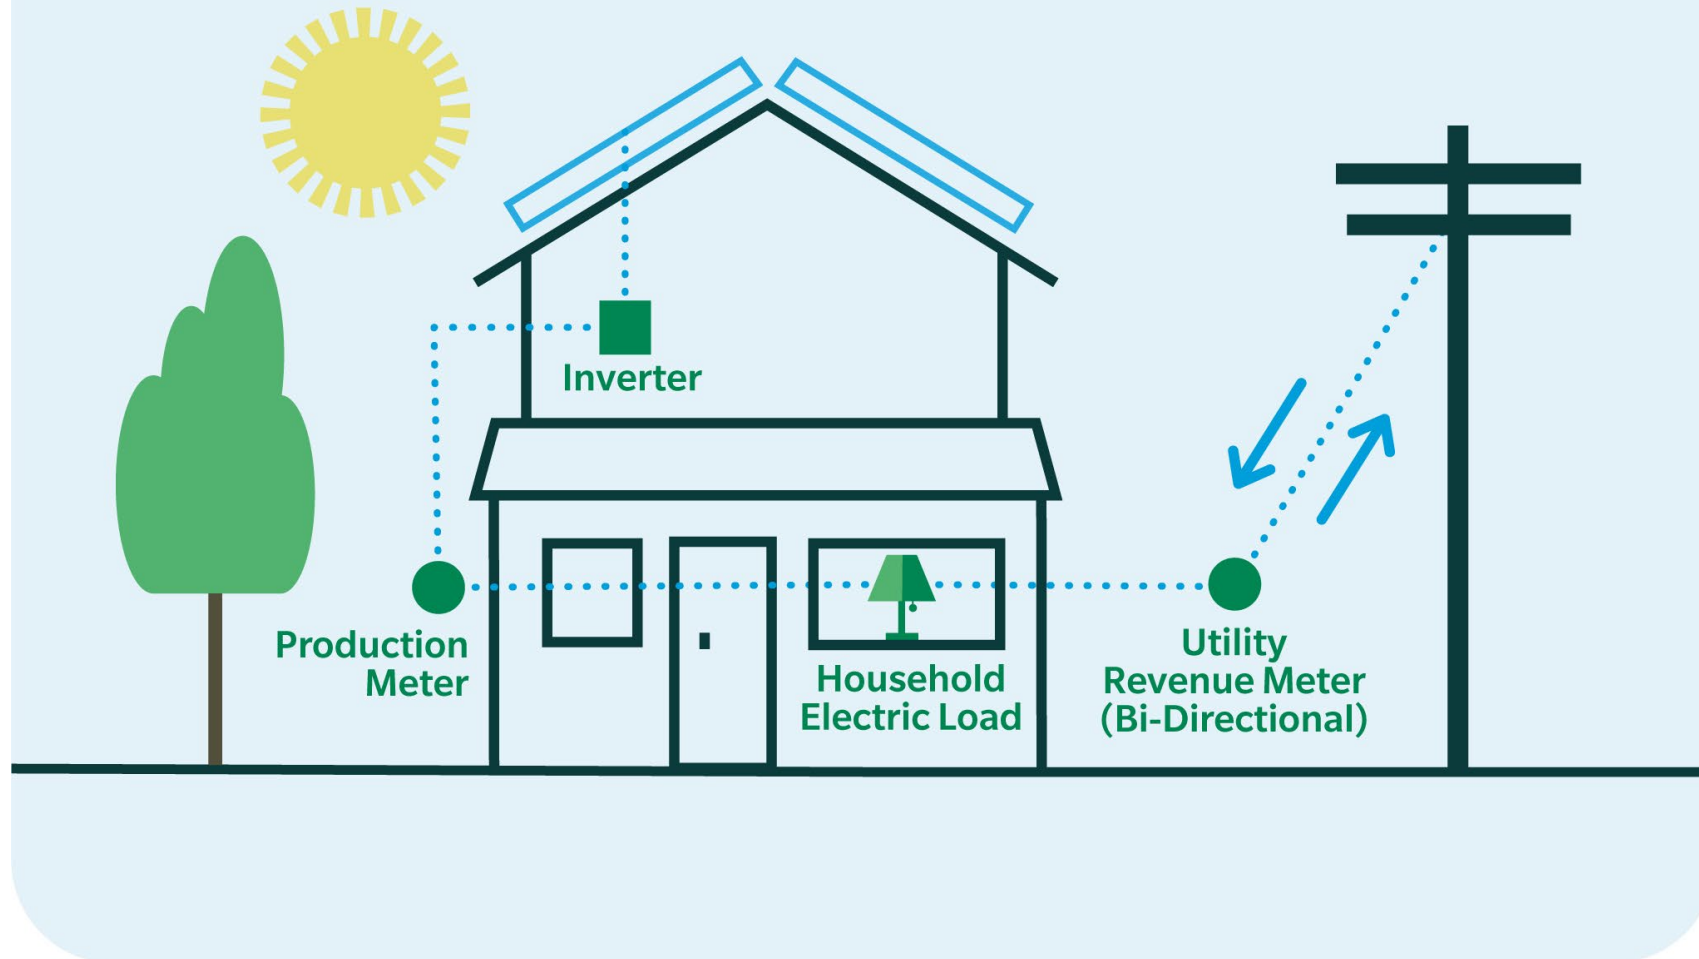 Inverter
Production
Meter
Household
Electric Load
Utility
Revenue Meter
(Bi-Directional)